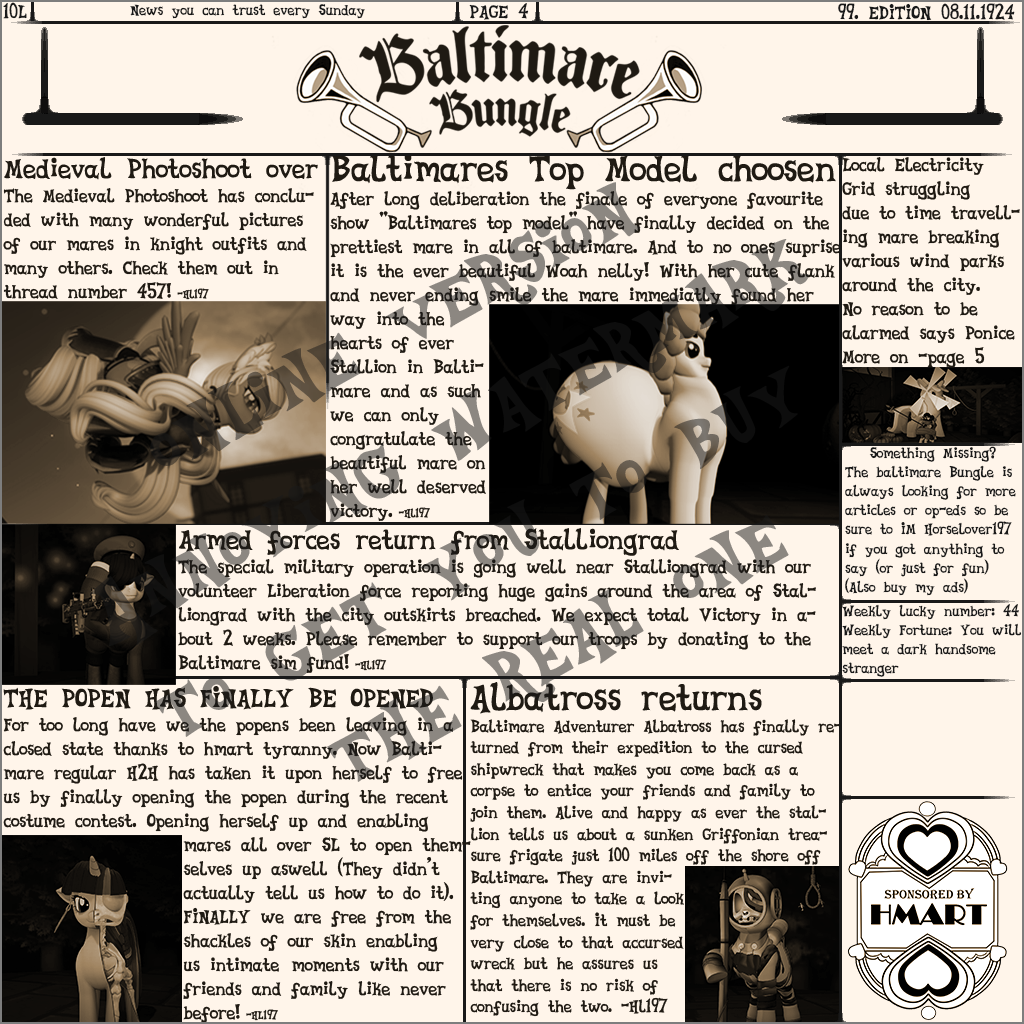 10L
News you can trust every Sunday
PAGE 4
99. EDITION 08.11.1924
Baltimare
Bungle
Medieval Photoshoot over
The Medieval Photoshoot has conclu-
ded with many wonderful pictures
of our mares in knight outfits and
many others. Check them out in
thread number 457! -HL197
Baltimares Top Model choosen
After long deliberation the finale of everyone favourite
show "Baltimares top model" have finally decided on the
prettiest mare in all of baltimare. And to no ones suprise
it is the ever beautiful Woah nelly! With her cute flank
and never ending smile the mare immediatly found her
way into the
hearts of ever
Stallion in Balti-
mare and as such
we can only
congratulate the
beautiful mare on
her well deserved
victory. -HL197
Local Electricity
Grid struggling
due to time travell-
ing mare breaking
various wind parks
around the city.
No reason to be
alarmed says Ponice
More on -page 5
Something Missing?
The baltimare Bungle is
always looking for more
articles or op-eds so be
sure to IM Horselover197
if you got anything to
say (or just for fun)
(Also buy my ads)
Armed forces return from Stalliongrad
The special military operation is going well near Stalliongrad with our
volunteer Liberation force reporting huge gains around the area of Stal-
liongrad with the city outskirts breached. We expect total Victory in a-
bout 2 weeks. Please remember to support our troops by donating to the
Baltimare sim fund! -HL197
Weekly lucky number: 44
Weekly Fortune: You will
meet a dark handsome
stranger
THE POPEN HAS FINALLY BE OPENED
For too long have we the popens been leaving in a
closed state thanks to hmart tyranny. Now Balti-
mare regular H2H has taken it upon herself to free
us by finally opening the popen during the recent
costume contest. Opening herself up and enabling
mares all over SL to open them-
selves up aswell (They didn't
actually tell us how to do it).
FINALLY we are free from the
shackles of our skin enabling
us intimate moments with our
friends and family like never
before! -HL197
Albatross returns
Baltimare Adventurer Albatross has finally re-
turned from their expedition to the cursed
shipwreck that makes you come back as a
corpse to entice your friends and family to
join them. Alive and happy as ever the stal-
lion tells us about a sunken Griffonian trea-
sure frigate just 100 miles off the shore off
Baltimare. They are invi-
ting anyone to take a look
for themselves. it must be
very close to that accursed
wreck but he assures us
that there is no risk of
confusing the two. -HL197
SPONSORED BY
HMART
VERSION
ANNOYING WATERMARK
TO GET YOU TO BUY
THE REAL ONE